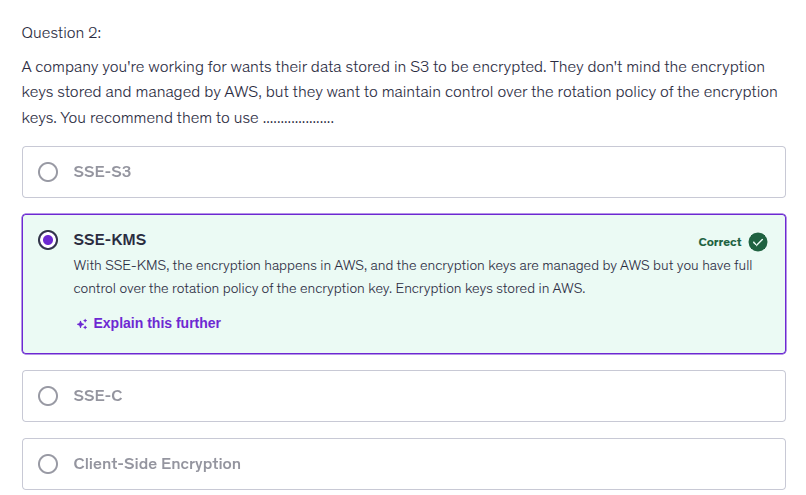 Question 2:
A company you're working for wants their data stored in S3 to be encrypted. They don't mind the encryption
keys stored and managed by AWS, but they want to maintain control over the rotation policy of the encryption
keys. You recommend them to use ....................
SSE-S3
SSE-KMS
Correct
With SSE-KMS, the encryption happens in AWS, and the encryption keys are managed by AWS but you have full
control over the rotation policy of the encryption key. Encryption keys stored in AWS.
Explain this further
SSE-C
Client-Side Encryption